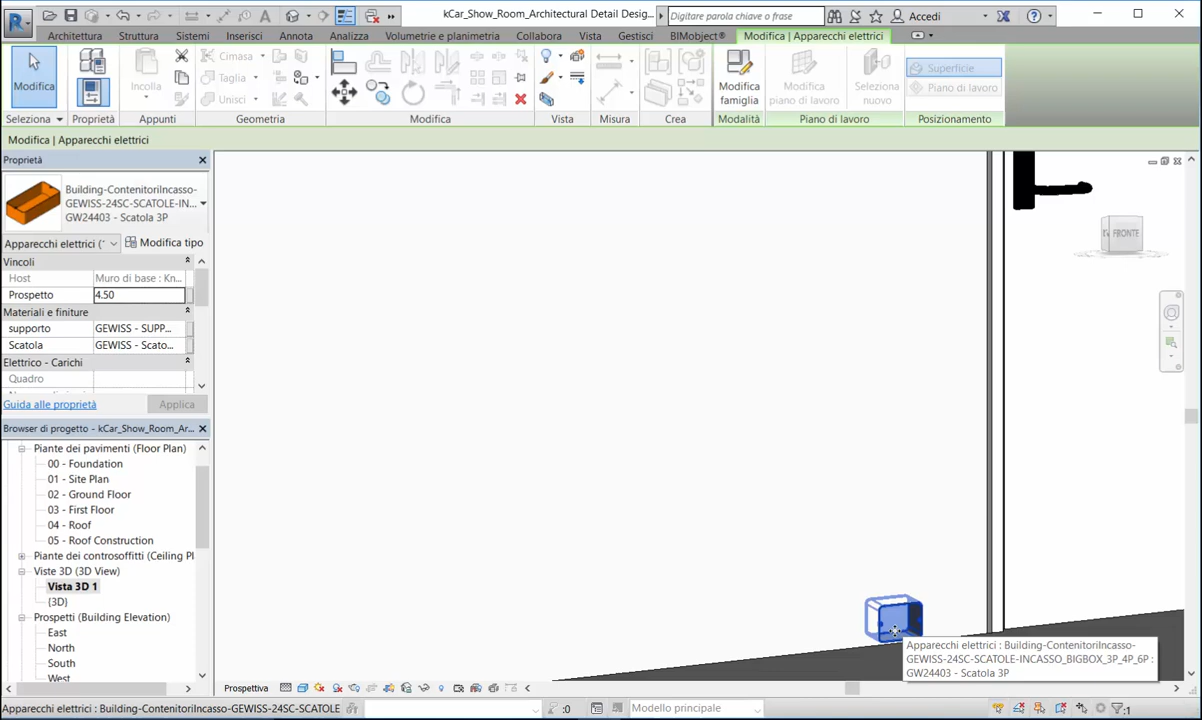 kCar_Show_Room_Architectural Detail Desig...
Digitare parola chiave o frase
Accedi
Architettura Struttura Sistemi Inserisci Annota Analizza Volumetrie e planimetria Collabora Vista Gestisci BIMobject® Modifica | Apparecchi elettrici
Modifica
Incolla
Cimasa
Taglia
Unisci
Modifica famiglia
Modifica piano di lavoro
Seleziona nuovo
Superficie
Piano di lavoro
Seleziona Proprietà Appunti Geometria Modifica Vista Misura Crea Modalità Piano di lavoro Posizionamento
Modifica | Apparecchi elettrici
Proprietà
Building-ContenitoriIncasso-
GEWISS-24SC-SCATOLE-IN...
GW24403 - Scatola 3P
Apparecchi elettrici (
Modifica tipo
Vincoli
Host Muro di base : Kn...
Prospetto 4.50
Materiali e finiture
supporto GEWISS - SUPP...
Scatola GEWISS - Scato...
Elettrico - Carichi
Quadro
Guida alle proprietà Applica
Browser di progetto - kCar_Show_Room_Ar...
Piante dei pavimenti (Floor Plan)
00 - Foundation
01 - Site Plan
02 - Ground Floor
03 - First Floor
04 - Roof
05 - Roof Construction
Piante dei controsoffitti (Ceiling Pl
Viste 3D (3D View)
Vista 3D 1
{3D}
Prospetti (Building Elevation)
East
North
South
West
FRONTE
Apparecchi elettrici : Building-ContenitoriIncasso-
GEWISS-24SC-SCATOLE-INCASSO_BIGBOX_3P_4P_6P :
GW24403 - Scatola 3P
Prospettiva
Apparecchi elettrici : Building-ContenitoriIncasso-GEWISS-24SC-SCATOLE
:0
Modello principale
:1